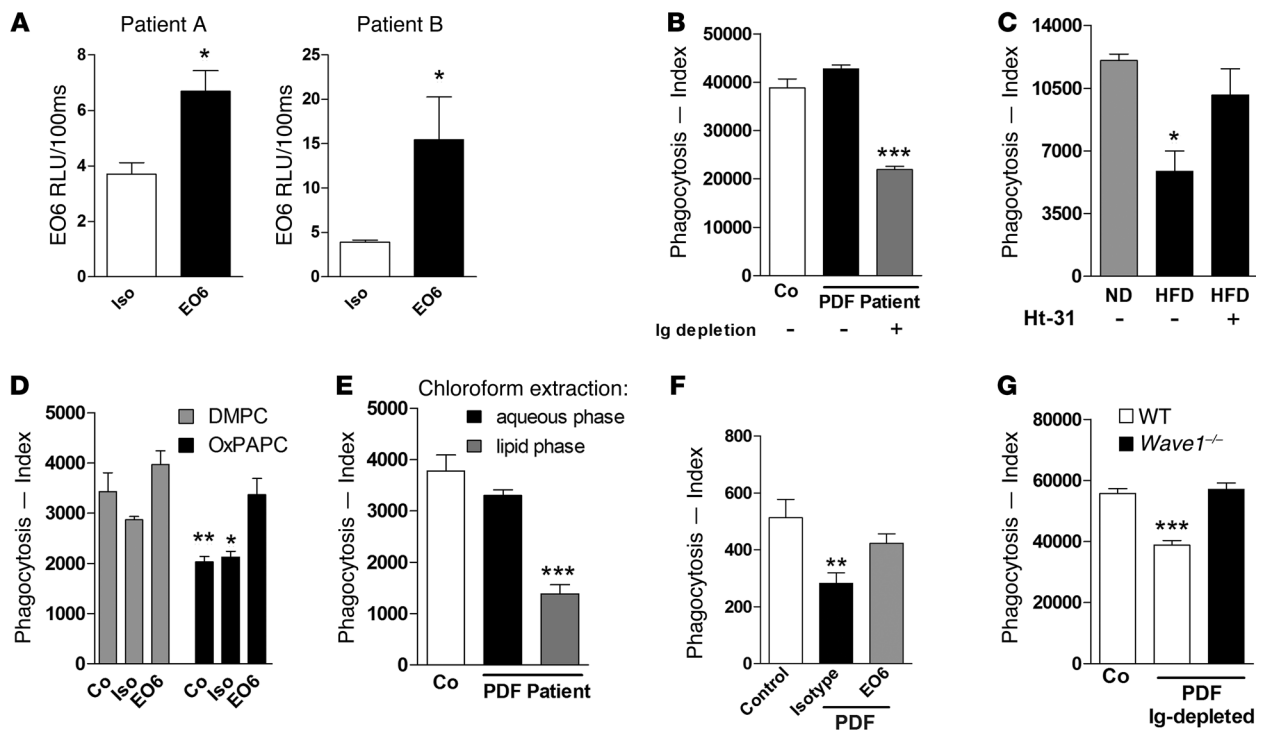 A
Patient A
EO6 RLU/100ms
8
6
4
2
0
*
Iso
EO6
Patient B
EO6 RLU/100ms
25
20
15
10
5
0
*
Iso
EO6
B
Phagocytosis — Index
50000
40000
30000
20000
10000
0
***
Co
PDF Patient
Ig depletion - - +
C
Phagocytosis — Index
14000
10500
7000
3500
0
*
ND HFD HFD
Ht-31 - - +
D
Phagocytosis — Index
5000
4000
3000
2000
1000
0
DMPC
OxPAPC
** *
Co Iso EO6 Co Iso EO6
E
Chloroform extraction:
aqueous phase
lipid phase
Phagocytosis — Index
5000
4000
3000
2000
1000
0
***
Co
PDF Patient
F
Phagocytosis — Index
800
600
400
200
0
**
Control Isotype EO6
PDF
G
WT
Wave1–/–
Phagocytosis — Index
80000
60000
40000
20000
0
***
Co
PDF
Ig-depleted